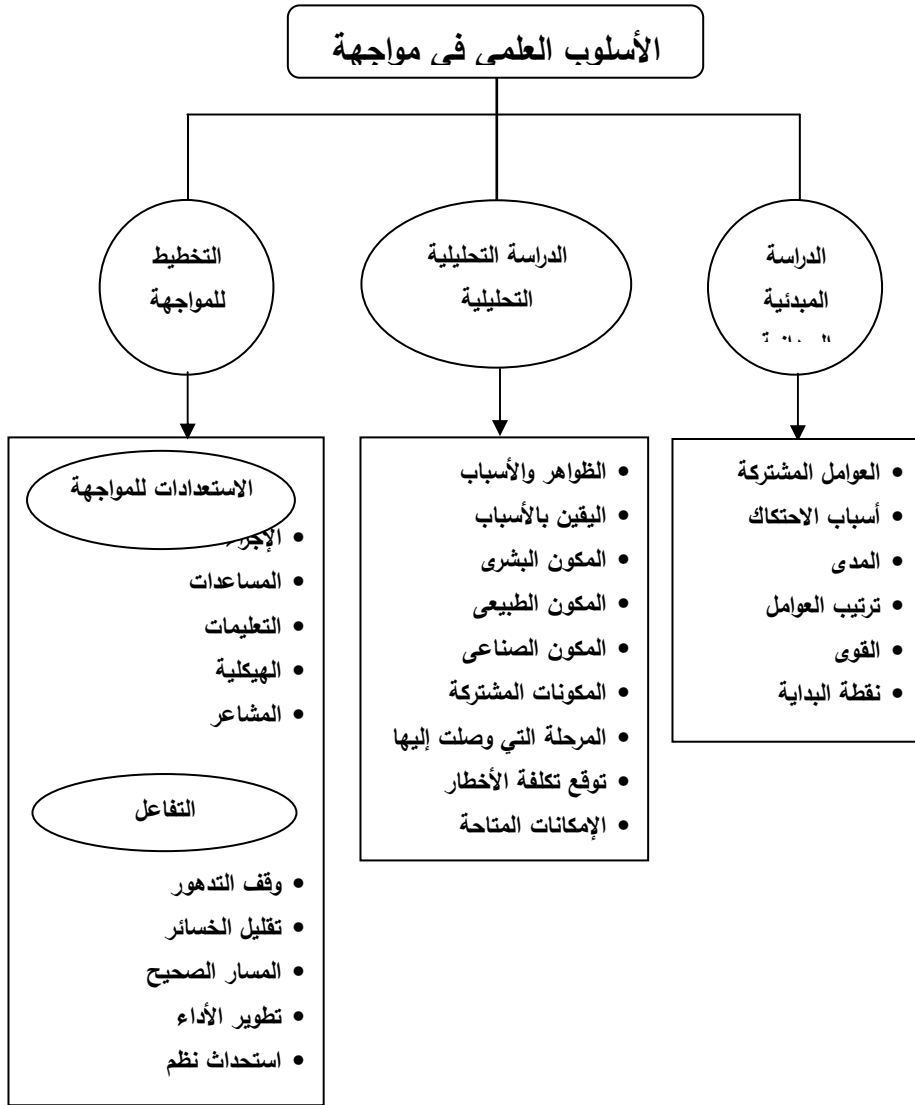 الأسلوب العلمى فى مواجهة
الدراسة
المبدئية
الدراسة التحليلية
التحليلية
التخطيط
للمواجهة
• العوامل المشتركة
• أسباب الاحتكاك
• المدى
• ترتيب العوامل
• القوى
• نقطة البداية
• الظواهر والأسباب
• اليقين بالأسباب
• المكون البشرى
• المكون الطبيعى
• المكون الصناعى
• المكونات المشتركة
• المرحلة التي وصلت إليها
• توقع تكلفة الأخطار
• الإمكانات المتاحة
الاستعدادات للمواجهة
• المساعدات
• التعليمات
• الهيكلية
• المشاعر
التفاعل
• وقف التدهور
• تقليل الخسائر
• المسار الصحيح
• تطوير الأداء
• استحداث نظم